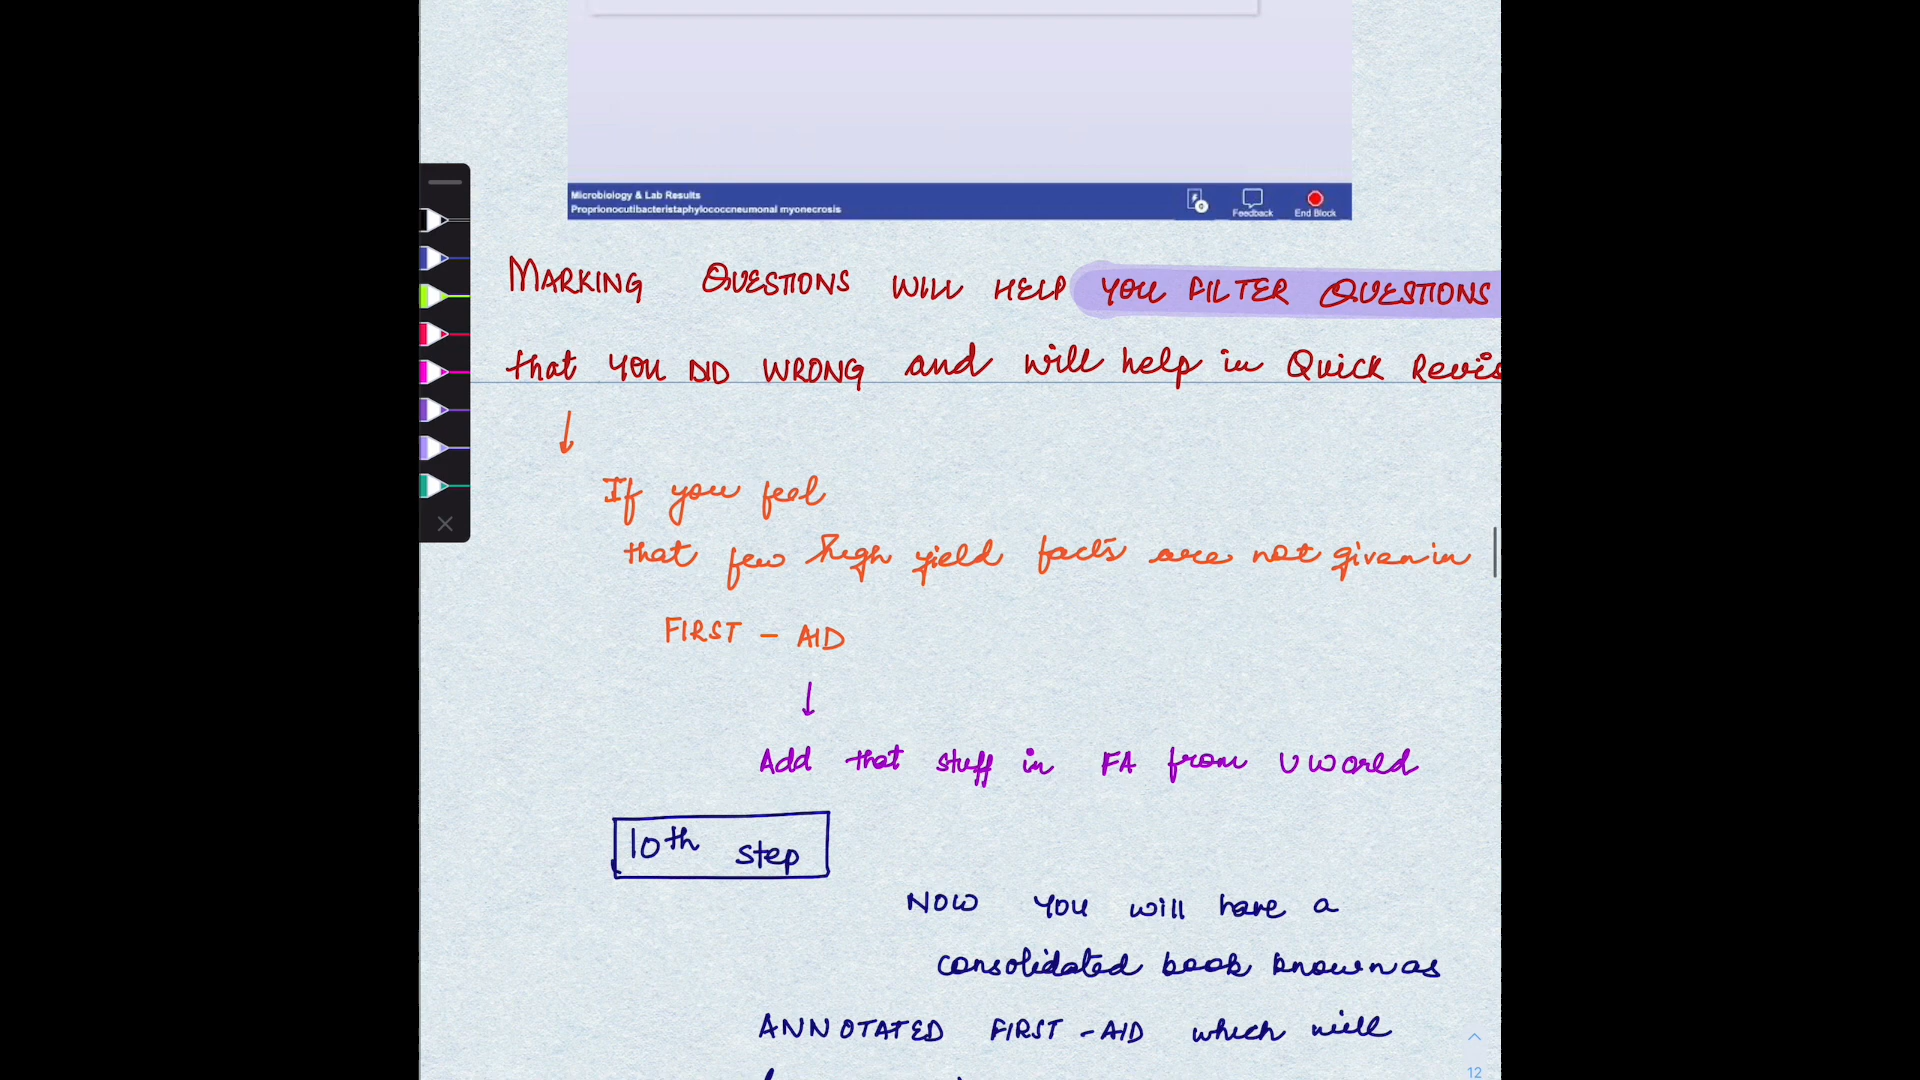 Microbiology & Lab Results
Proprionocutibacteristaphylococcneumonal myonecrosis
Feedback
End Block
MARKING QUESTIONS WILL HELP YOU FILTER QUESTIONS
that YOU DID WRONG and will help in Quick Revis
If you feel
that few high yield facts are not given in
FIRST - AID
Add that stuff in FA from UWorld
10th step
NOW YOU will have a
consolidated book known as
ANNOTATED FIRST-AID which will
12